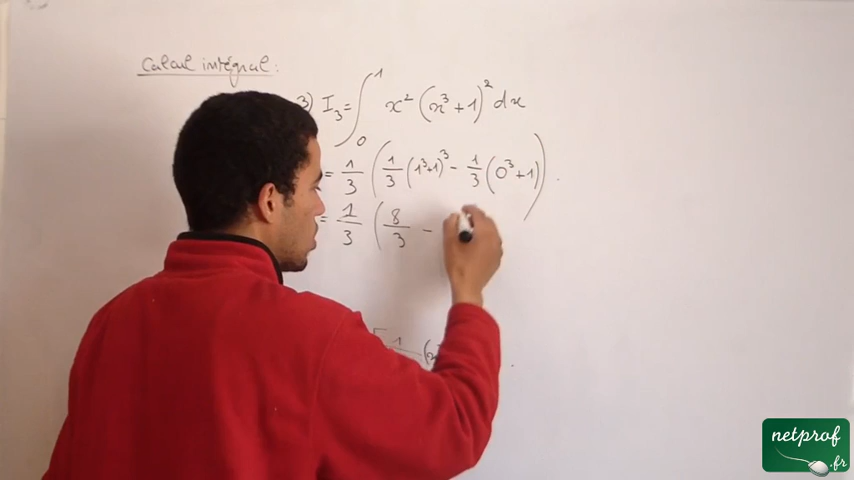 Calcul intégral :
3) I₃ = ∫₀¹ x² (x³ + 1)² dx
= 1/3 ( 1/3 (1³+1)³ - 1/3 (0³ + 1) )
= 1/3 ( 8/3 -
1
netprof
.fr